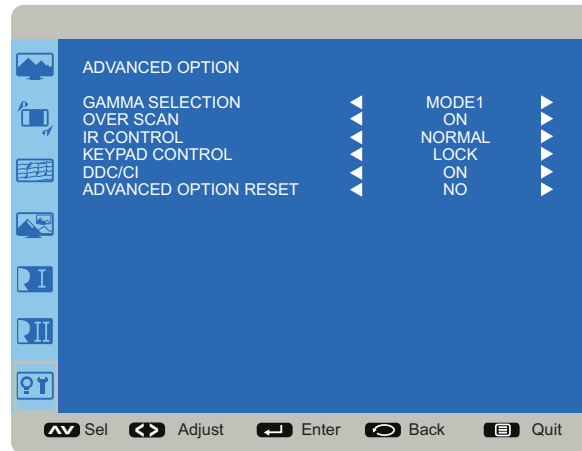 ADVANCED OPTION
GAMMA SELECTION MODE1
OVER SCAN ON
IR CONTROL NORMAL
KEYPAD CONTROL LOCK
DDC/CI ON
ADVANCED OPTION RESET NO
Sel Adjust Enter Back Quit